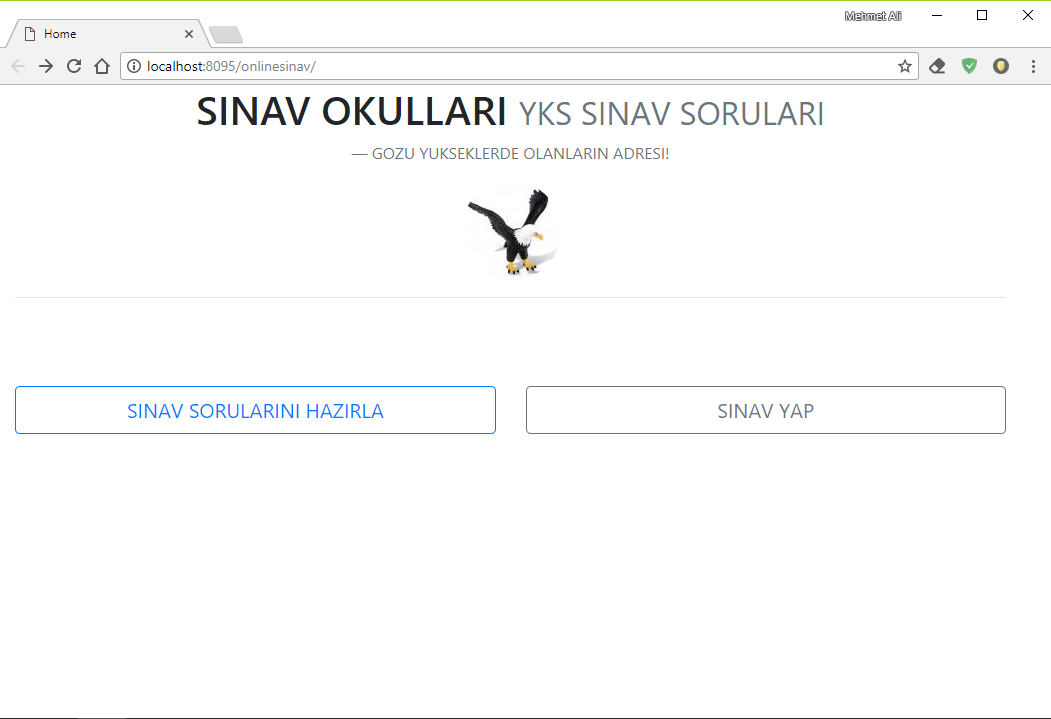 Mehmet Ali
Home
localhost:8095/onlinesinav/
SINAV OKULLARI YKS SINAV SORULARI
— GOZU YUKSEKLERDE OLANLARIN ADRESI!
SINAV SORULARINI HAZIRLA
SINAV YAP